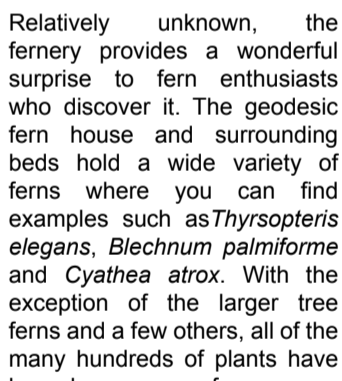 Relatively unknown, the
fernery provides a wonderful
surprise to fern enthusiasts
who discover it. The geodesic
fern house and surrounding
beds hold a wide variety of
ferns where you can find
examples such as Thyrsopteris
elegans, Blechnum palmiforme
and Cyathea atrox. With the
exception of the larger tree
ferns and a few others, all of the
many hundreds of plants have